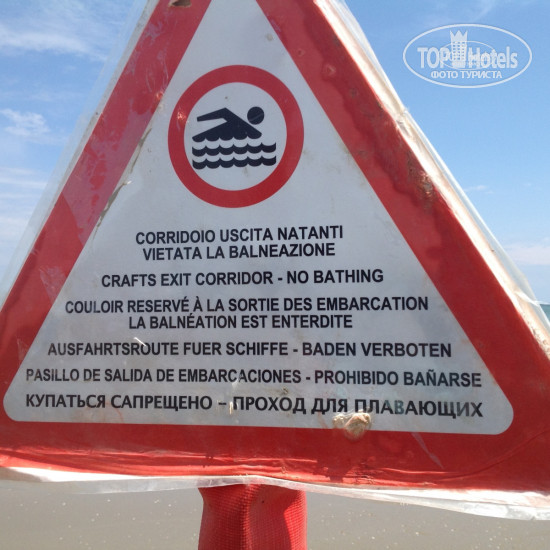 TOPHotels
ФОТО ТУРИСТА
CORRIDOIO USCITA NATANTI
VIETATA LA BALNEAZIONE
CRAFTS EXIT CORRIDOR - NO BATHING
COULOIR RESERVÉ À LA SORTIE DES EMBARCATION
LA BALNÉATION EST ENTERDITE
AUSFAHRTSROUTE FUER SCHIFFE - BADEN VERBOTEN
PASILLO DE SALIDA DE EMBARCACIONES - PROHIBIDO BAÑARSE
КУПАТЬСЯ САПРЕЩЕНО – ПРОХОД ДЛЯ ПЛАВАЮЩИХ